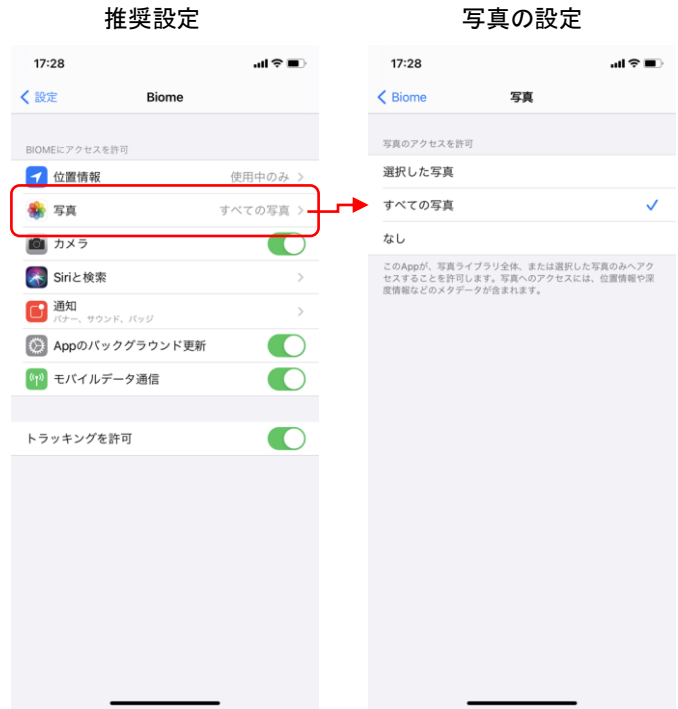 推奨設定
17:28
設定
Biome
BIOMEにアクセスを許可
位置情報 使用中のみ
写真 すべての写真
カメラ
Siriと検索
通知
バナー、サウンド、バッジ
Appのバックグラウンド更新
モバイルデータ通信
トラッキングを許可
写真の設定
17:28
Biome
写真
写真のアクセスを許可
選択した写真
すべての写真
なし
このAppが、写真ライブラリ全体、または選択した写真のみへアク
セスすることを許可します。写真へのアクセスには、位置情報や深
度情報などのメタデータが含まれます。